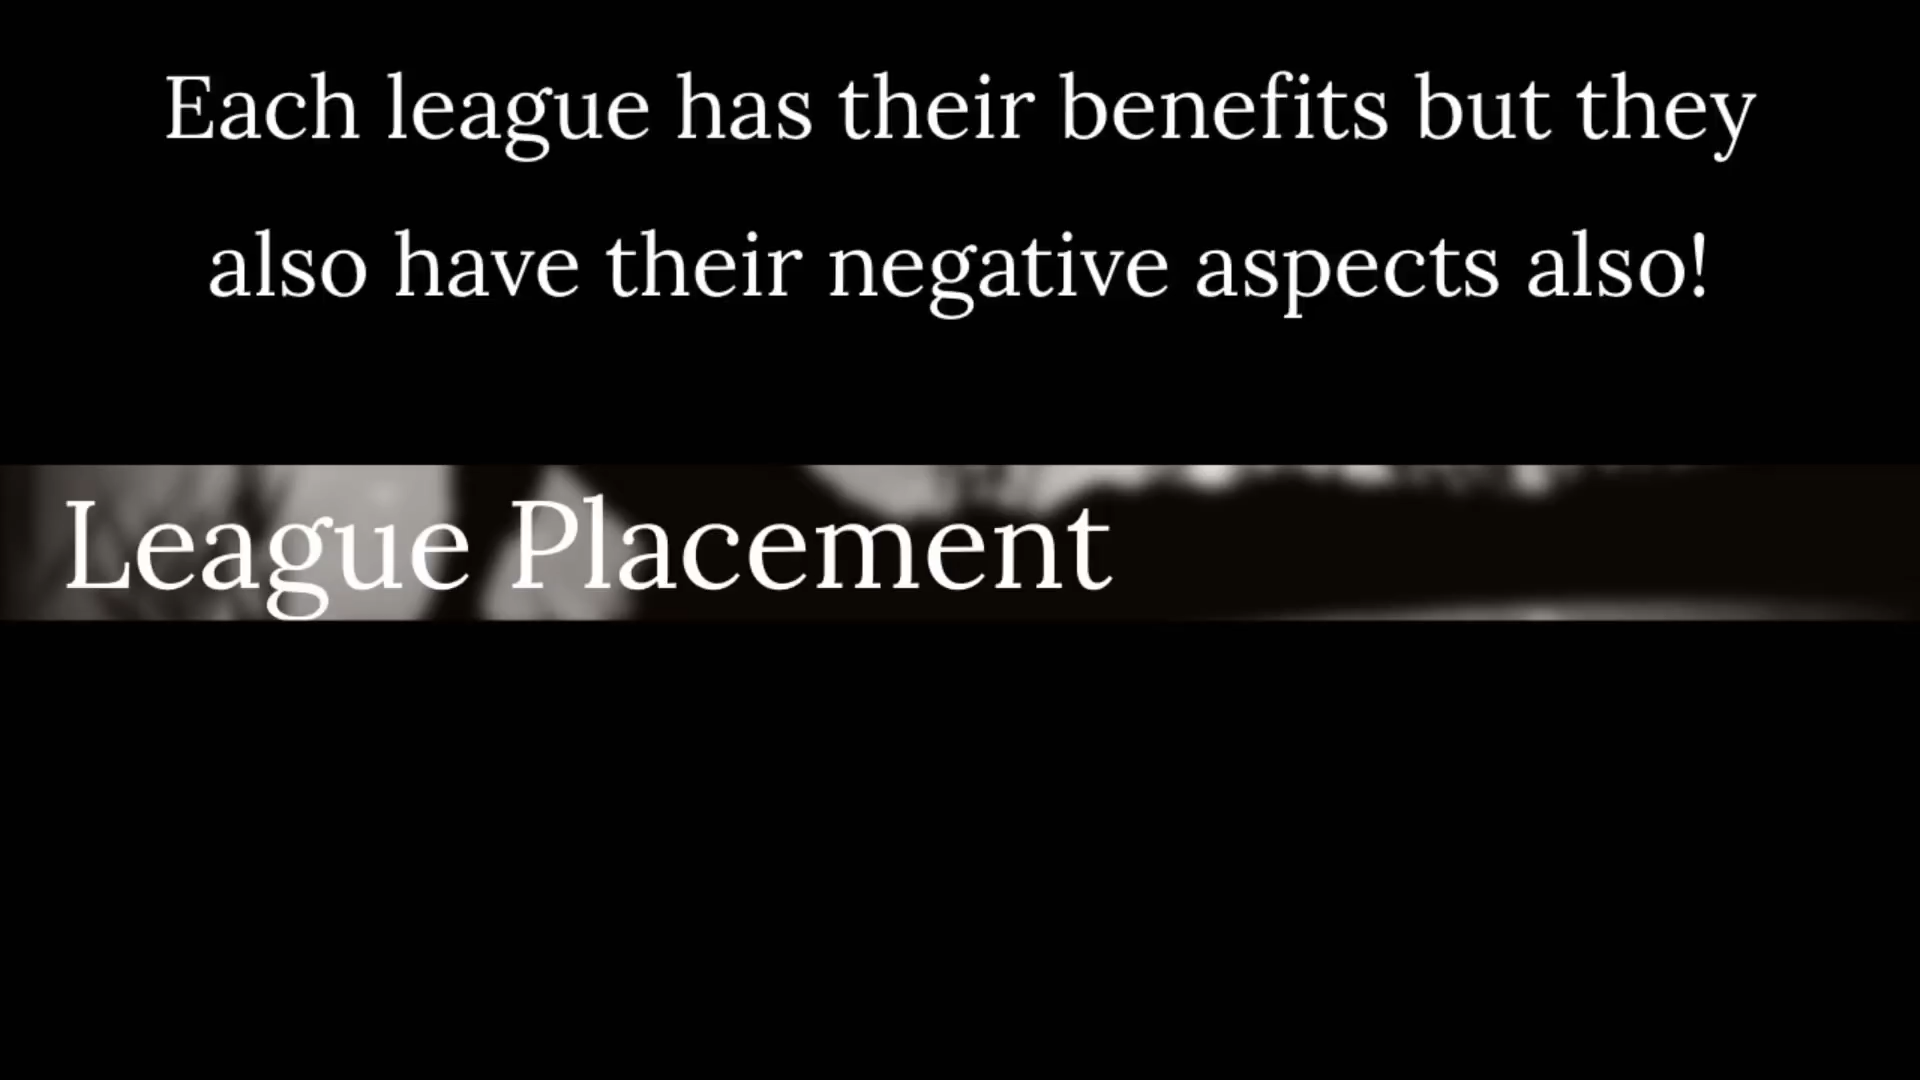 Each league has their benefits but they
also have their negative aspects also!
League Placement